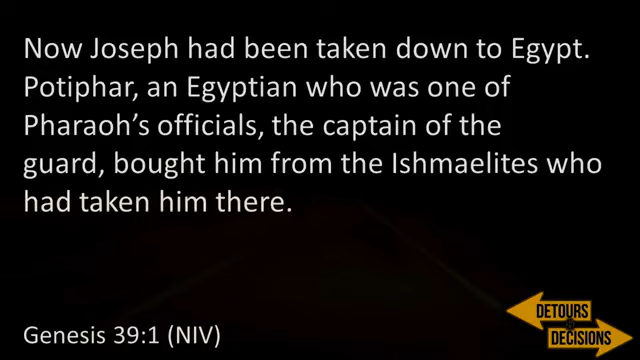 Now Joseph had been taken down to Egypt.
Potiphar, an Egyptian who was one of
Pharaoh's officials, the captain of the
guard, bought him from the Ishmaelites who
had taken him there.
DETOURS
&
DECISIONS
Genesis 39:1 (NIV)